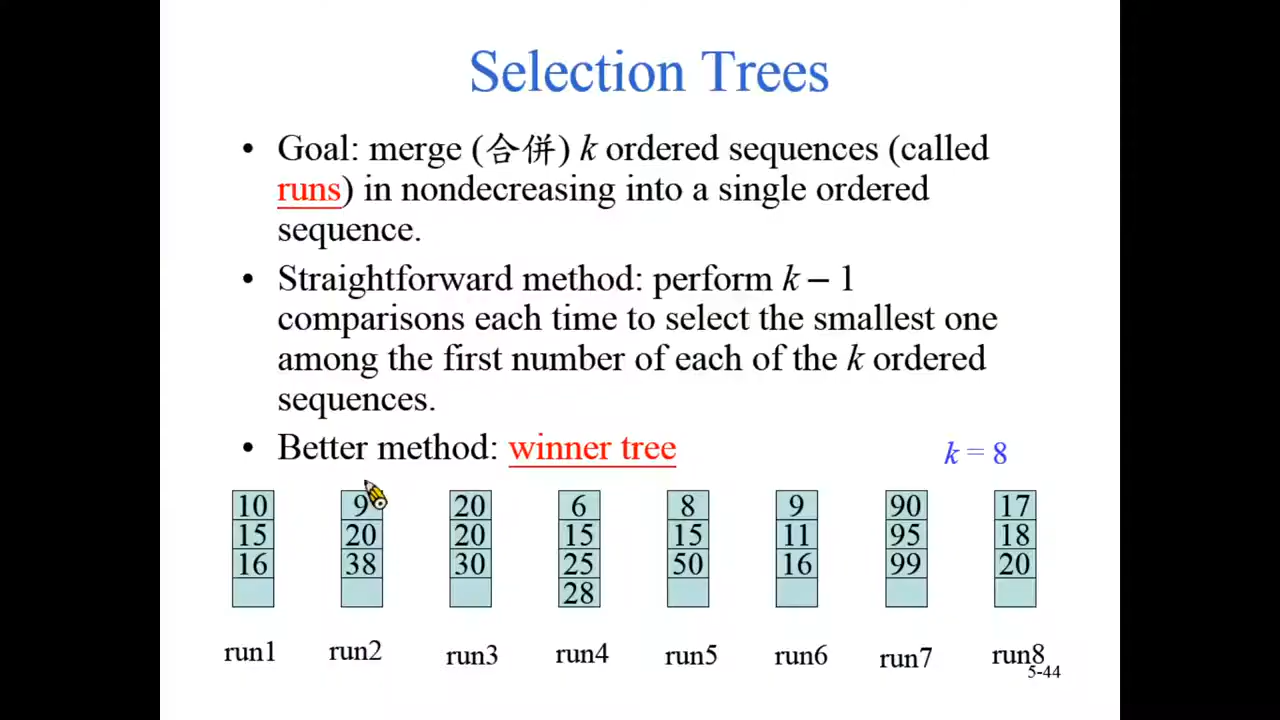 Selection Trees
• Goal: merge (合併) k ordered sequences (called
runs) in nondecreasing into a single ordered
sequence.
• Straightforward method: perform k – 1
comparisons each time to select the smallest one
among the first number of each of the k ordered
sequences.
• Better method: winner tree
k = 8
10 9 20 6 8 9 90 17
15 20 20 15 15 11 95 18
16 38 30 25 50 16 99 20
28
run1 run2 run3 run4 run5 run6 run7 run8
5-44